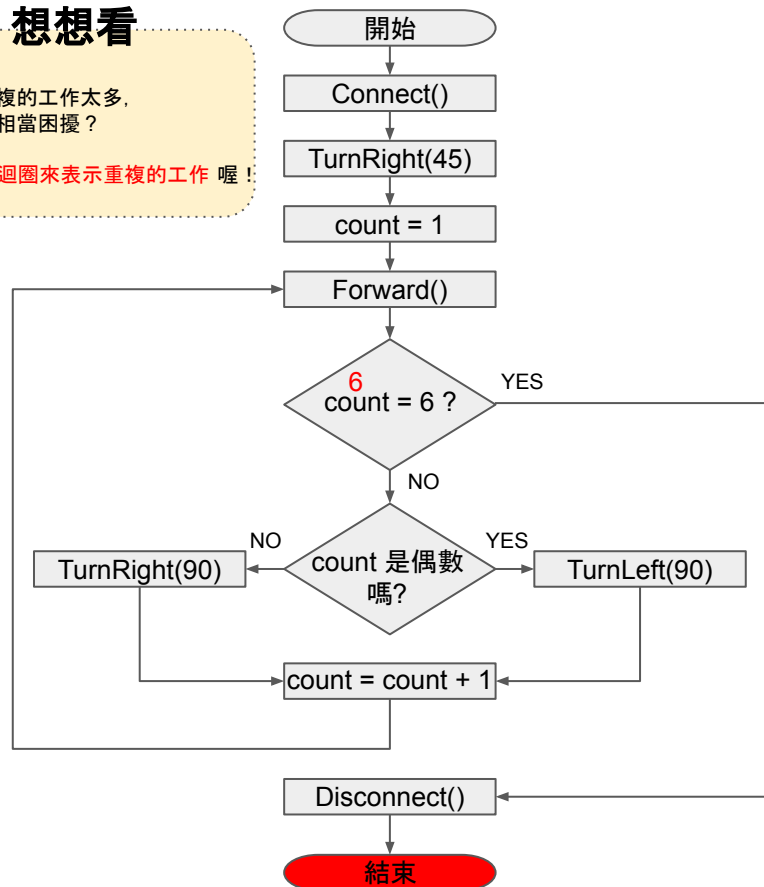 想想看
複的工作太多,
相當困擾？
迴圈來表示重複的工作 喔！
開始
Connect()
TurnRight(45)
count = 1
Forward()
6
count = 6 ?
YES
NO
count 是偶數
嗎?
NO
YES
TurnRight(90)
TurnLeft(90)
count = count + 1
Disconnect()
結束